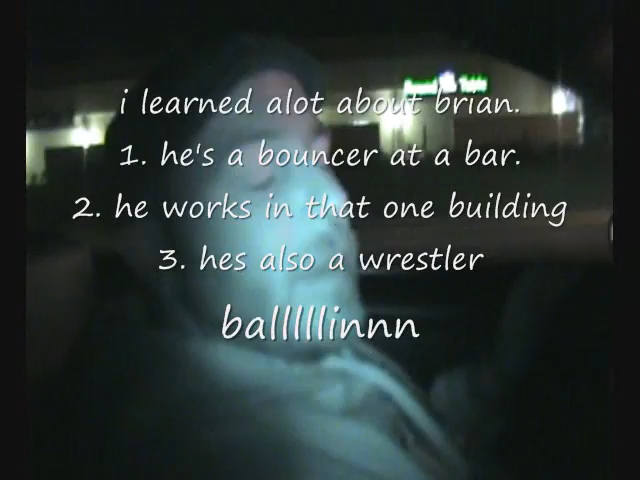 i learned alot about brian.
1. he's a bouncer at a bar.
2. he works in that one building
3. hes also a wrestler
ballllllinnn